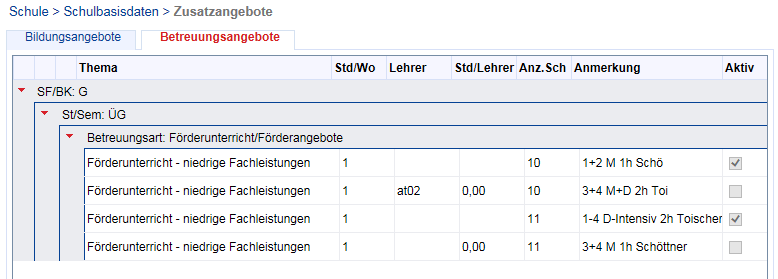 Schule > Schulbasisdaten > Zusatzangebote
Bildungsangebote Betreuungsangebote
Thema Std/Wo Lehrer Std/Lehrer Anz.Sch Anmerkung Aktiv
SF/BK: G
St/Sem: ÜG
Betreuungsart: Förderunterricht/Förderangebote
Förderunterricht - niedrige Fachleistungen 1 10 1+2 M 1h Schö
Förderunterricht - niedrige Fachleistungen 1 at02 0,00 10 3+4 M+D 2h Toi
Förderunterricht - niedrige Fachleistungen 1 11 1-4 D-Intensiv 2h Toischer
Förderunterricht - niedrige Fachleistungen 1 0,00 11 3+4 M 1h Schöttner